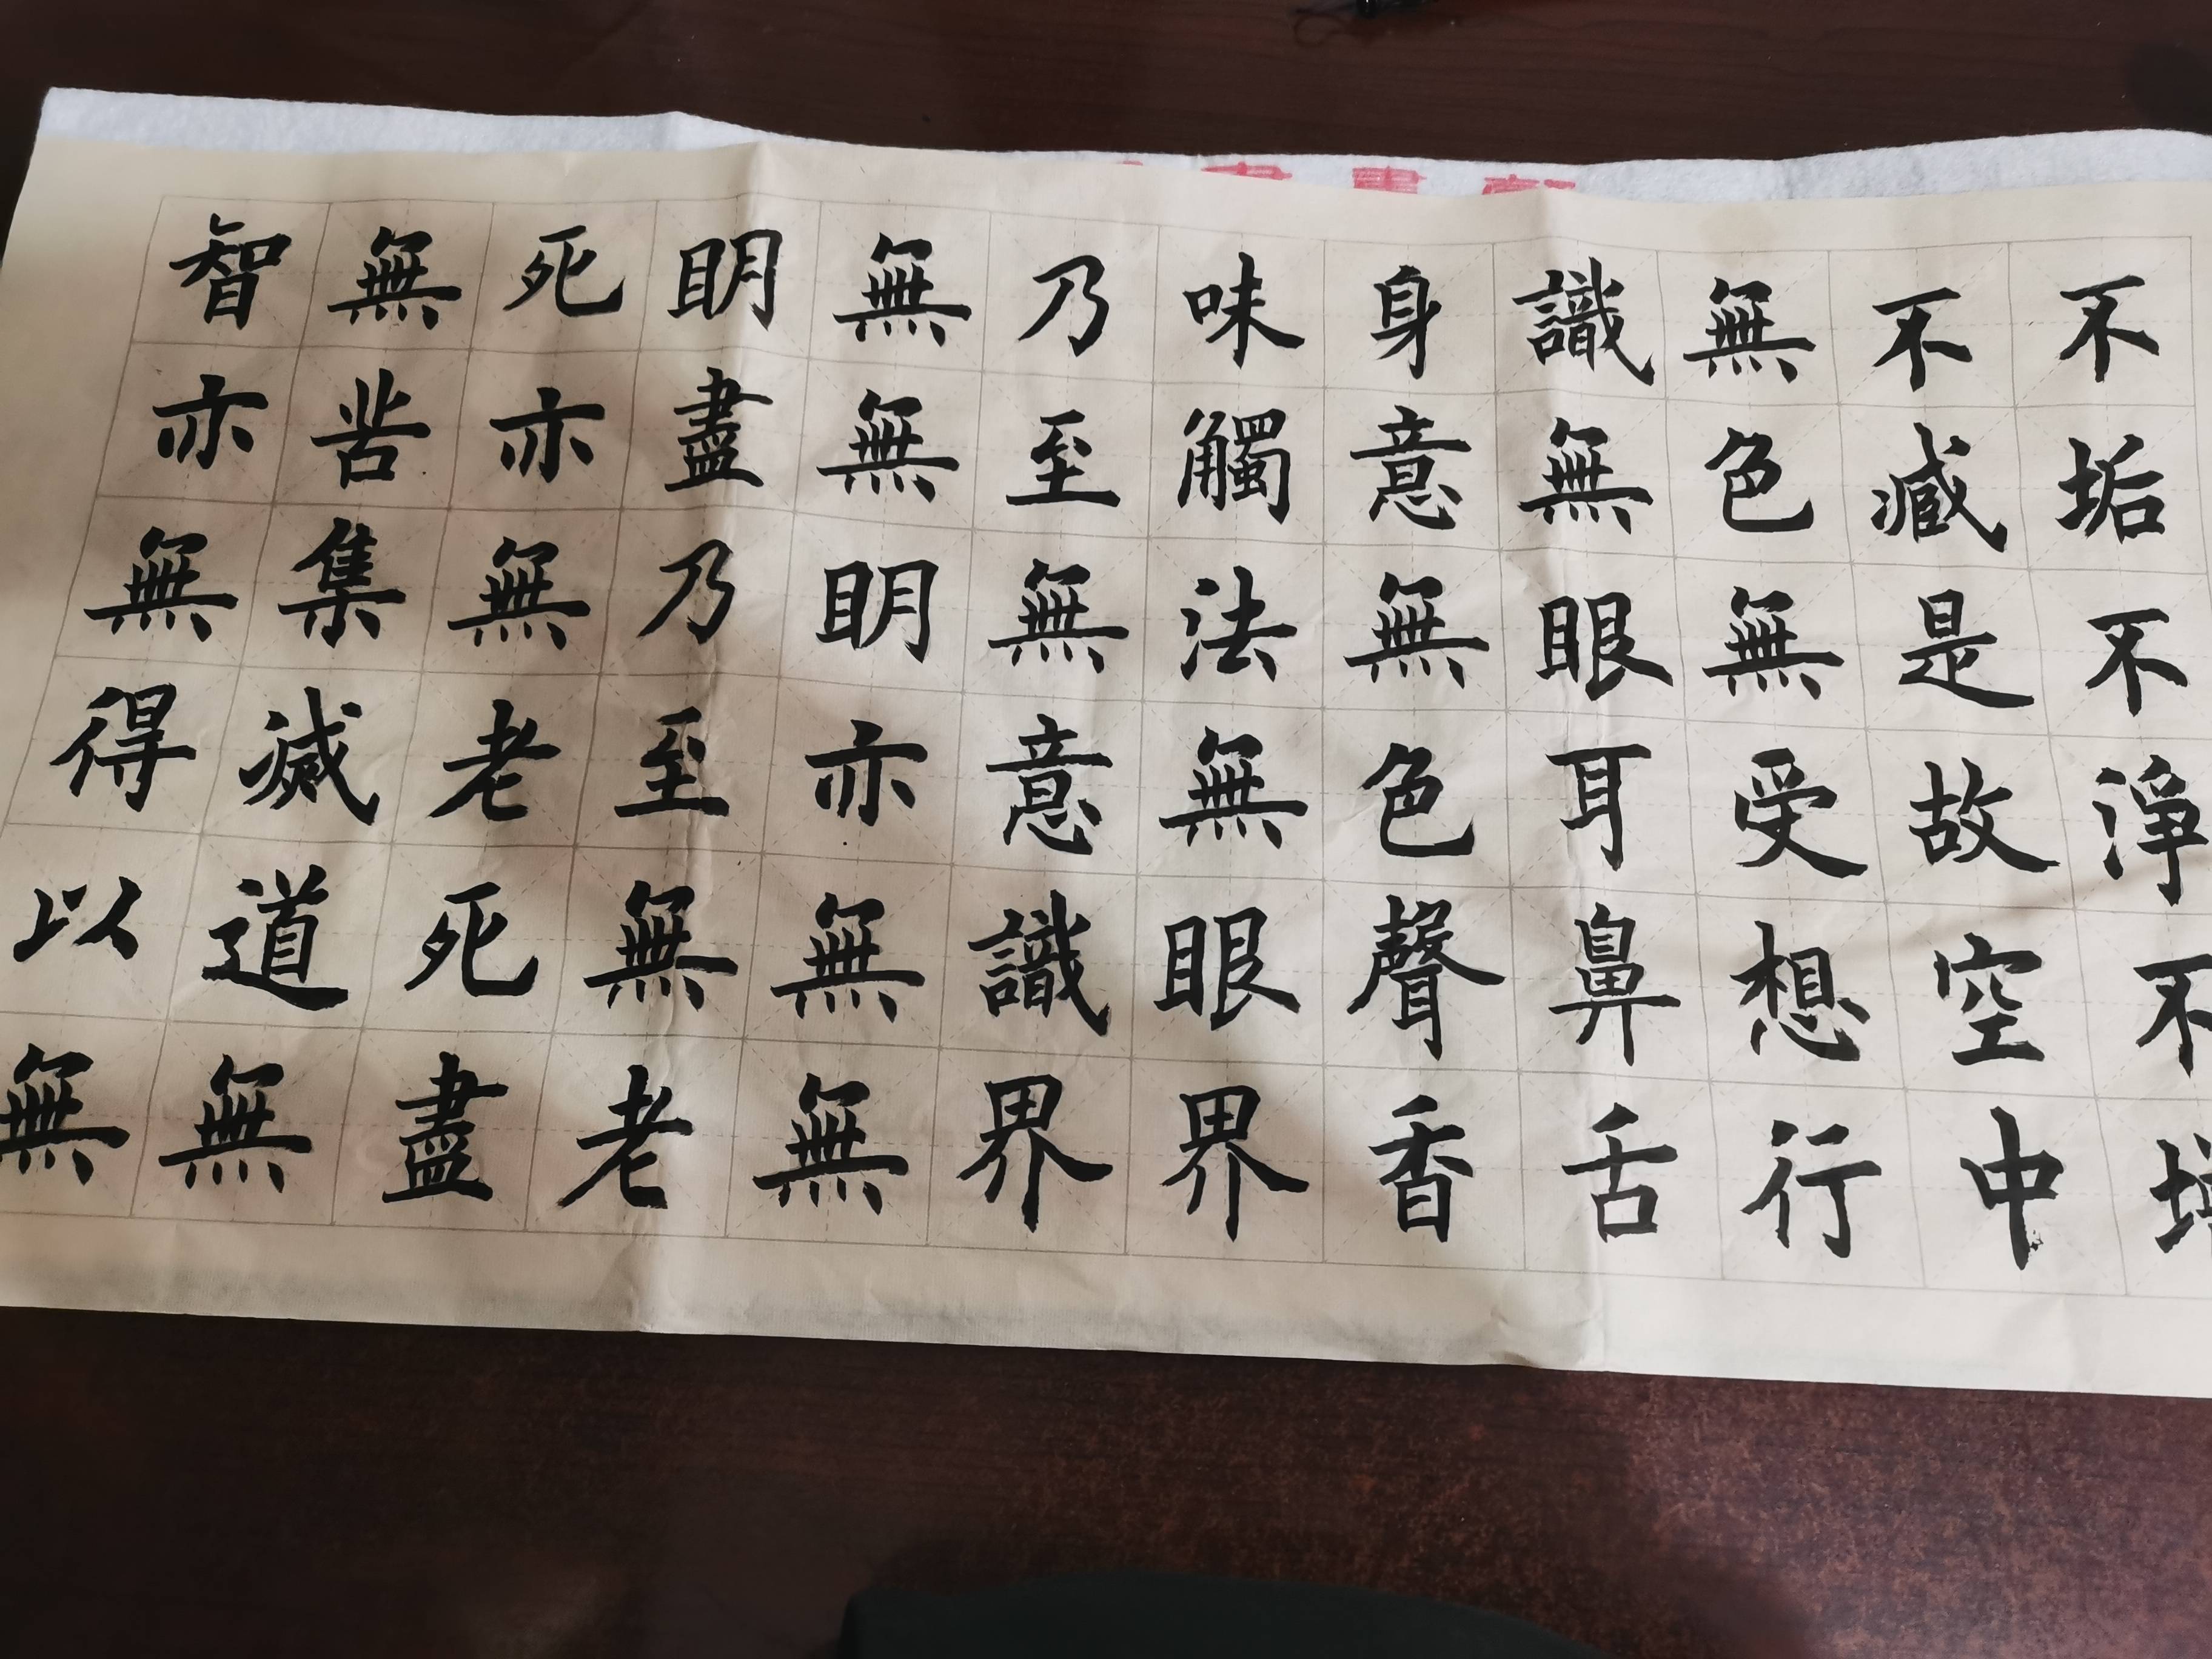 不垢不淨不增
不減是故空中
無色無受想行
識無眼耳鼻舌
身意無色聲香
味觸法無眼界
乃至無意識界
無無眀亦無無
眀盡乃至無老
死亦無老死盡
無苦集滅道無
智亦無得以無